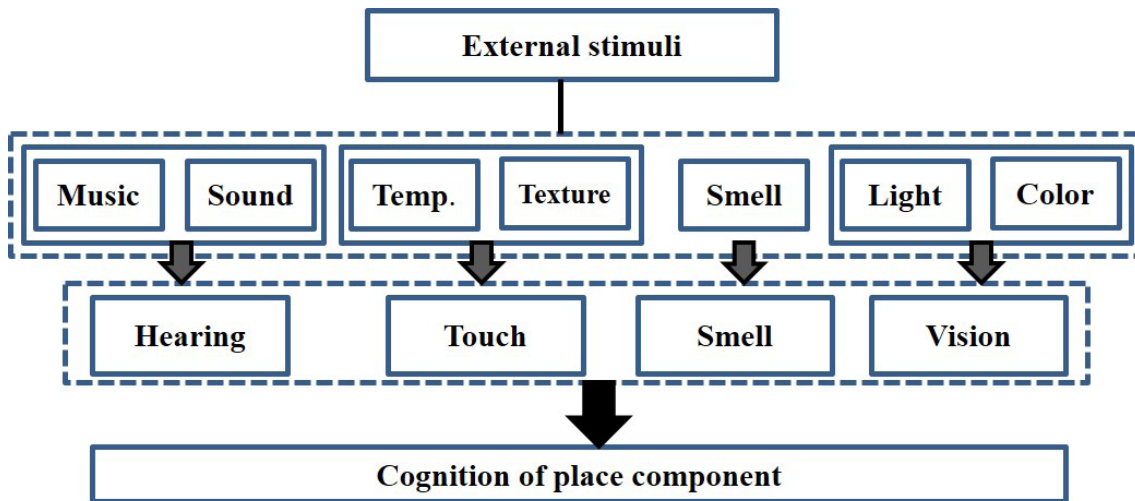 External stimuli
Music Sound Temp. Texture Smell Light Color
Hearing Touch Smell Vision
Cognition of place component